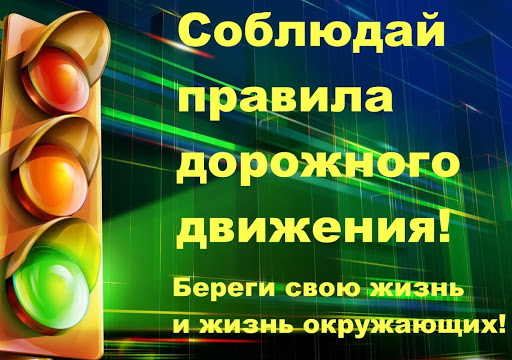 Соблюдай
правила
дорожного
движения!
Береги свою жизнь
и жизнь окружающих!